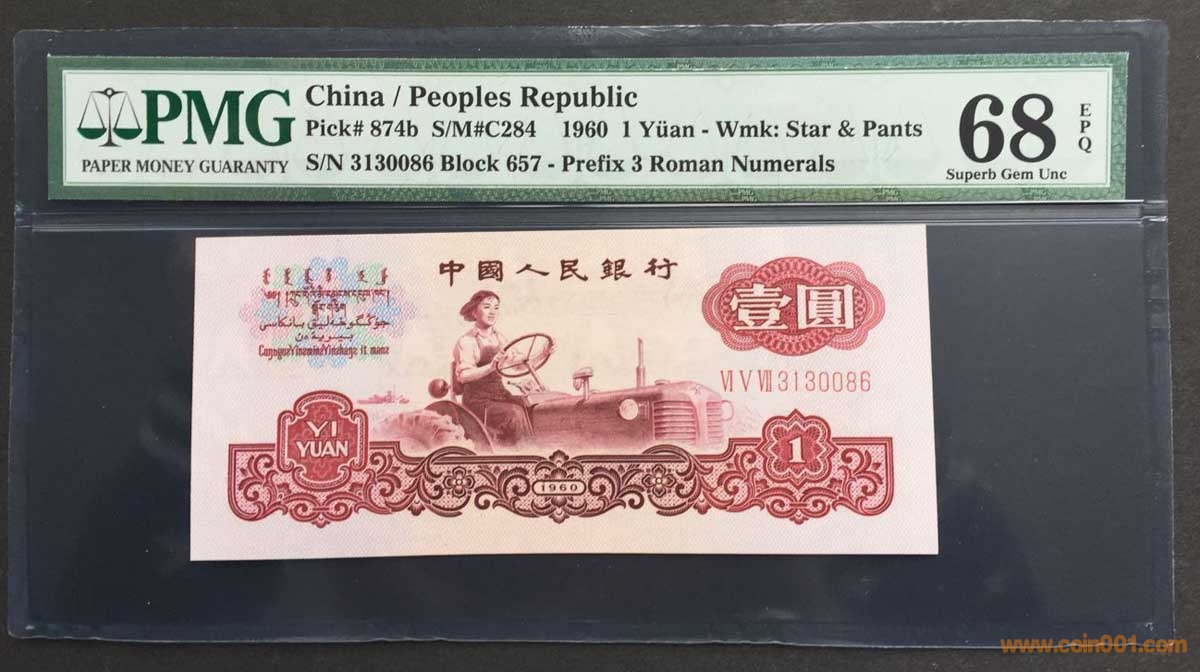 PMG
PAPER MONEY GUARANTY
China / Peoples Republic
Pick# 874b S/M#C284 1960 1 Yüan - Wmk: Star & Pants
S/N 3130086 Block 657 - Prefix 3 Roman Numerals
68
EPQ
Superb Gem Unc
中國人民銀行
壹圓
Ⅵ Ⅴ Ⅶ 3130086
YI
YUAN
1
1960
www.coin001.com